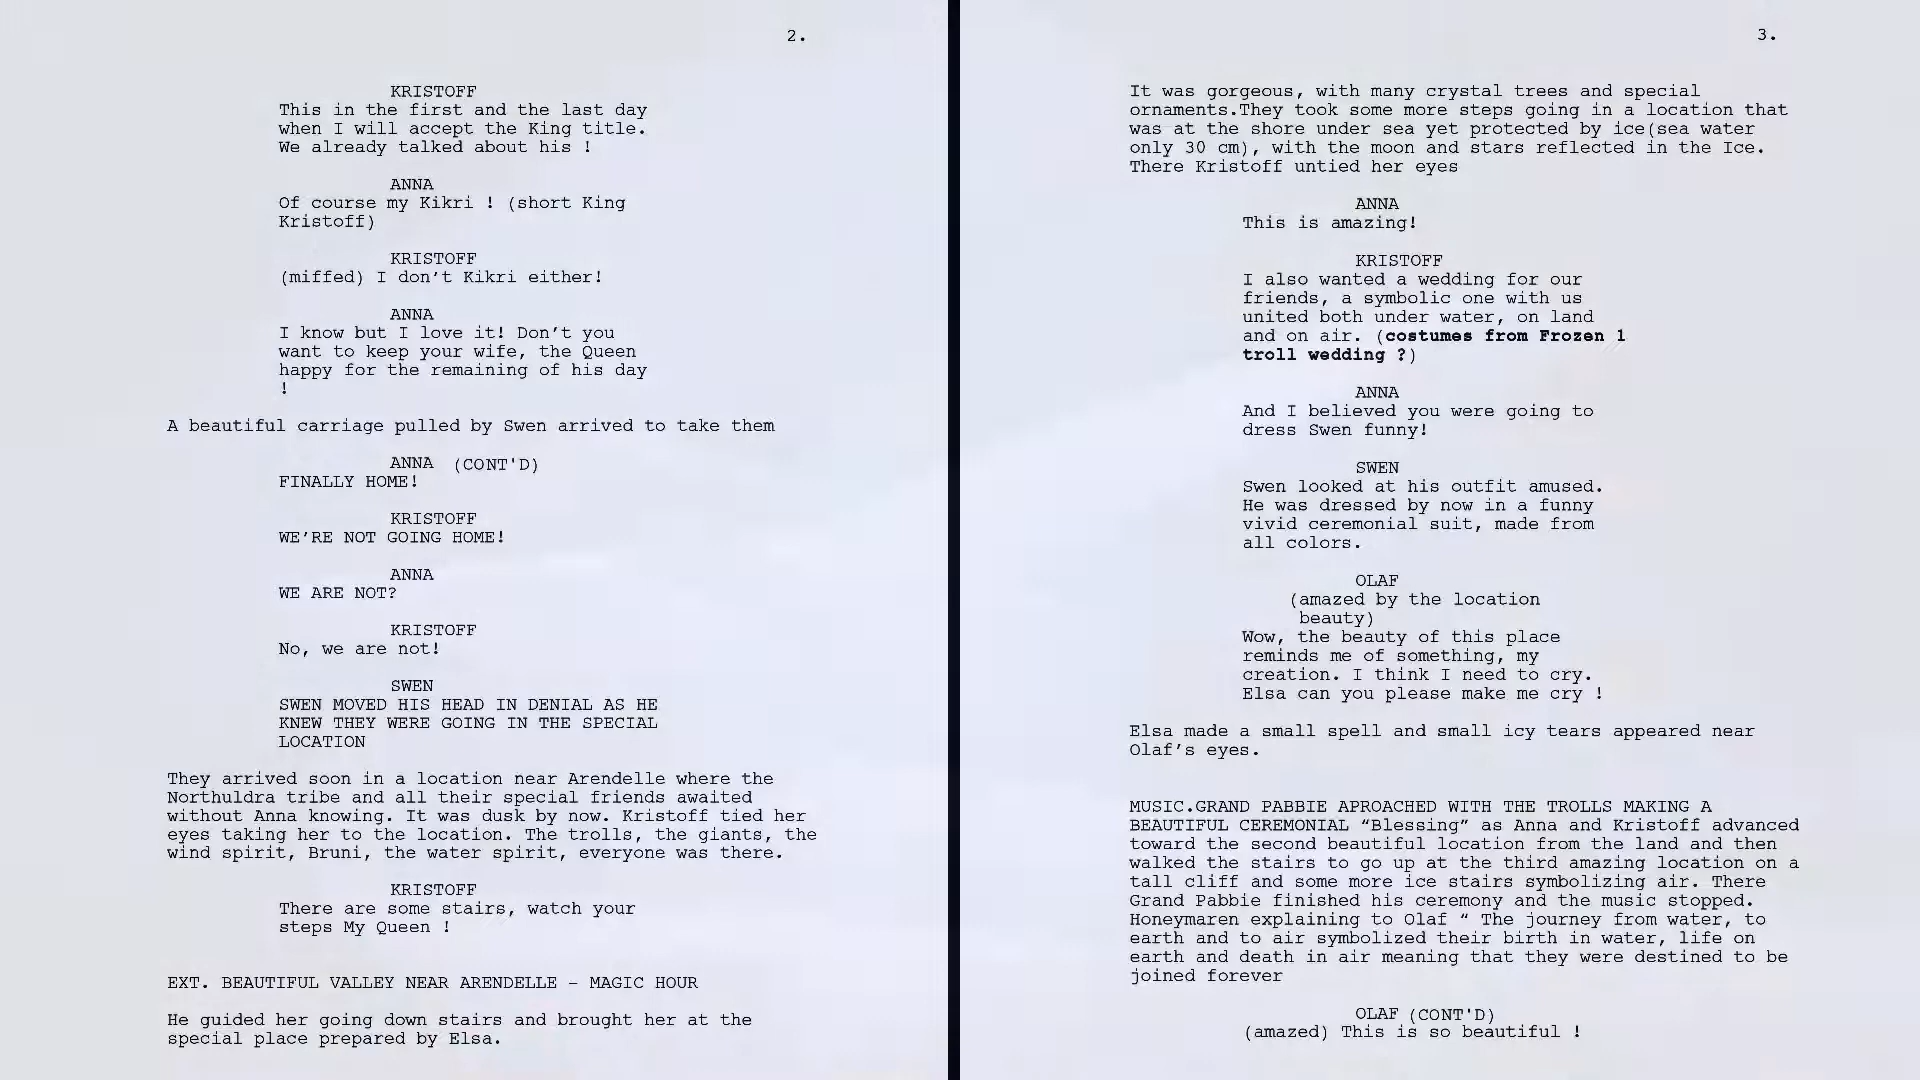 2.
KRISTOFF
This in the first and the last day
when I will accept the King title.
We already talked about his !
ANNA
Of course my Kikri ! (short King
Kristoff)
KRISTOFF
(miffed) I don't Kikri either!
ANNA
I know but I love it! Don't you
want to keep your wife, the Queen
happy for the remaining of his day
!
A beautiful carriage pulled by Swen arrived to take them
ANNA (CONT'D)
FINALLY HOME!
KRISTOFF
WE'RE NOT GOING HOME!
ANNA
WE ARE NOT?
KRISTOFF
No, we are not!
SWEN
SWEN MOVED HIS HEAD IN DENIAL AS HE
KNEW THEY WERE GOING IN THE SPECIAL
LOCATION
They arrived soon in a location near Arendelle where the
Northuldra tribe and all their special friends awaited
without Anna knowing. It was dusk by now. Kristoff tied her
eyes taking her to the location. The trolls, the giants, the
wind spirit, Bruni, the water spirit, everyone was there.
KRISTOFF
There are some stairs, watch your
steps My Queen !
EXT. BEAUTIFUL VALLEY NEAR ARENDELLE – MAGIC HOUR
He guided her going down stairs and brought her at the
special place prepared by Elsa.
3.
It was gorgeous, with many crystal trees and special
ornaments.They took some more steps going in a location that
was at the shore under sea yet protected by ice(sea water
only 30 cm), with the moon and stars reflected in the Ice.
There Kristoff untied her eyes
ANNA
This is amazing!
KRISTOFF
I also wanted a wedding for our
friends, a symbolic one with us
united both under water, on land
and on air. (costumes from Frozen 1
troll wedding ?)
ANNA
And I believed you were going to
dress Swen funny!
SWEN
Swen looked at his outfit amused.
He was dressed by now in a funny
vivid ceremonial suit, made from
all colors.
OLAF
(amazed by the location
beauty)
Wow, the beauty of this place
reminds me of something, my
creation. I think I need to cry.
Elsa can you please make me cry !
Elsa made a small spell and small icy tears appeared near
Olaf's eyes.
MUSIC.GRAND PABBIE APROACHED WITH THE TROLLS MAKING A
BEAUTIFUL CEREMONIAL “Blessing” as Anna and Kristoff advanced
toward the second beautiful location from the land and then
walked the stairs to go up at the third amazing location on a
tall cliff and some more ice stairs symbolizing air. There
Grand Pabbie finished his ceremony and the music stopped.
Honeymaren explaining to Olaf “ The journey from water, to
earth and to air symbolized their birth in water, life on
earth and death in air meaning that they were destined to be
joined forever
OLAF (CONT'D)
(amazed) This is so beautiful !